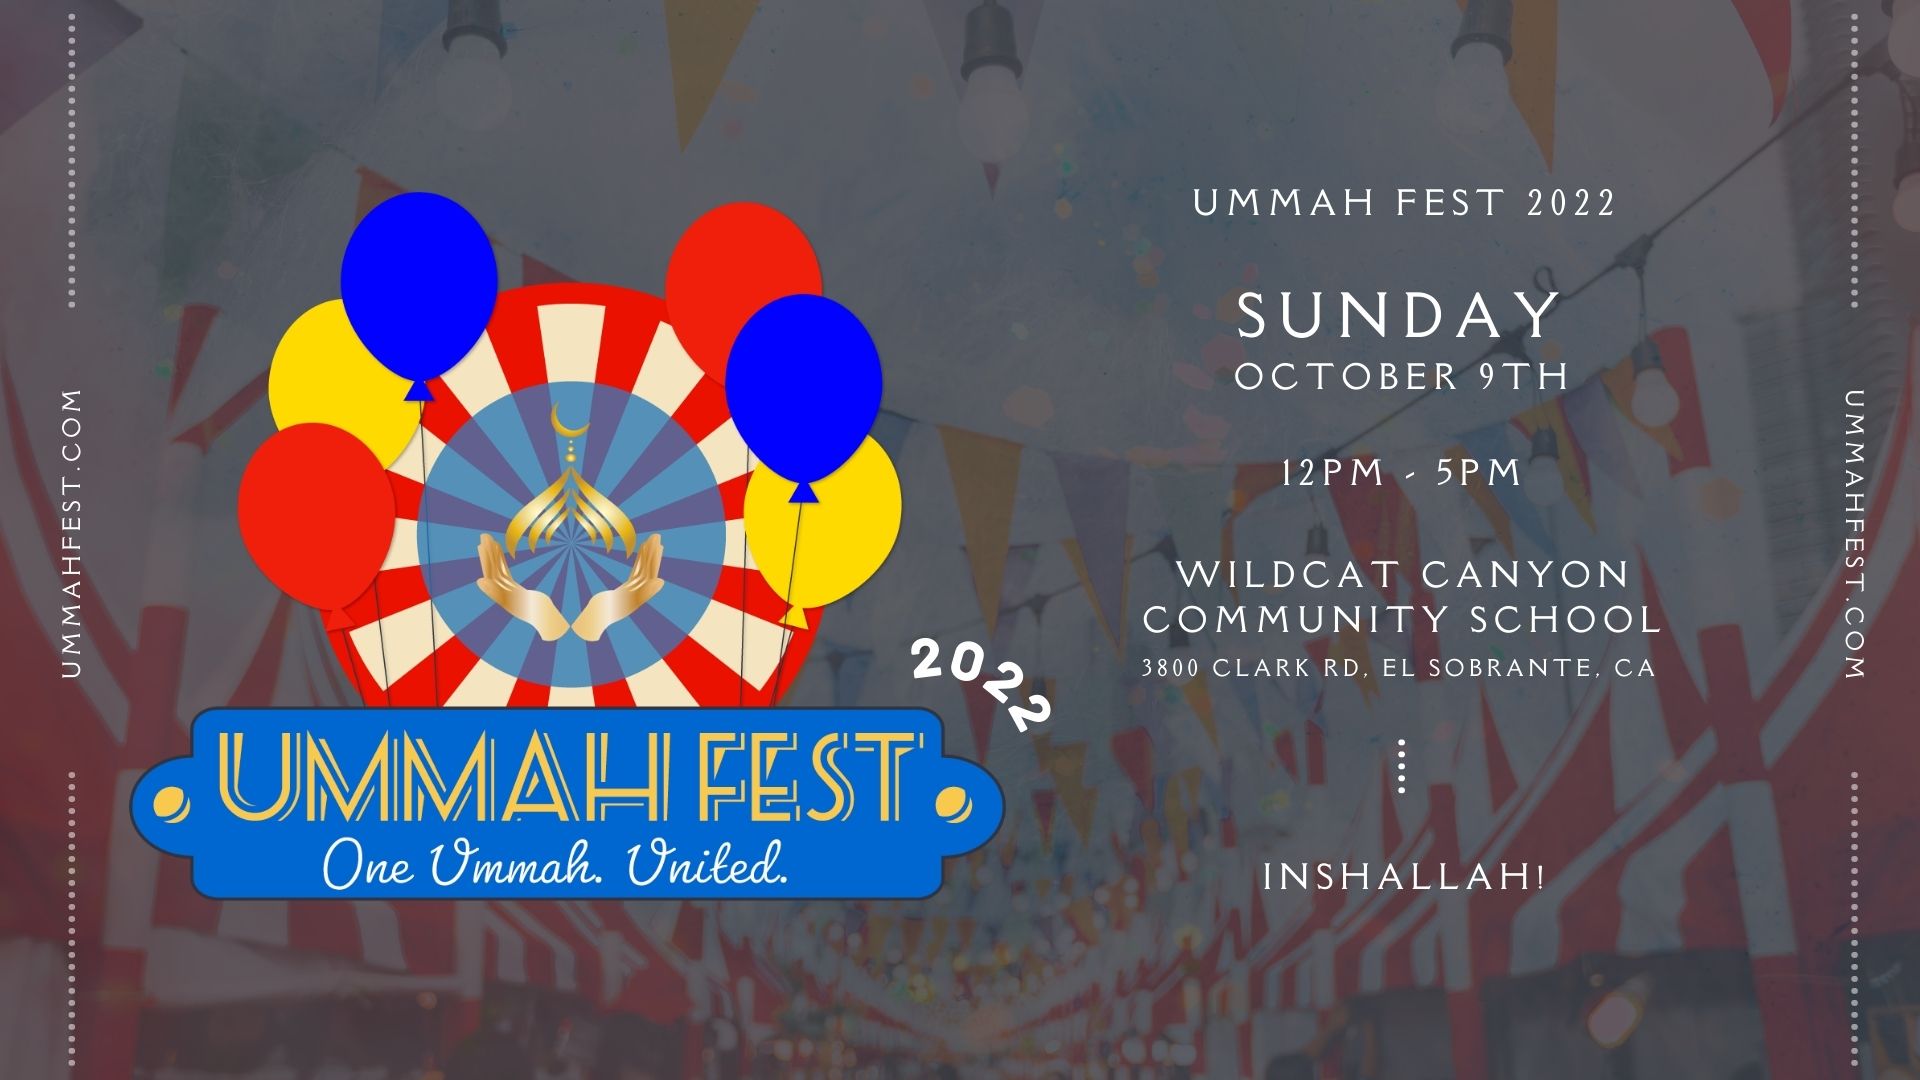 UMMAHFEST.COM
2022
UMMAH FEST
One Ummah. United.
UMMAH FEST 2022
SUNDAY
OCTOBER 9TH
12PM - 5PM
WILDCAT CANYON
COMMUNITY SCHOOL
3800 CLARK RD, EL SOBRANTE, CA
INSHALLAH!
UMMAHFEST.COM